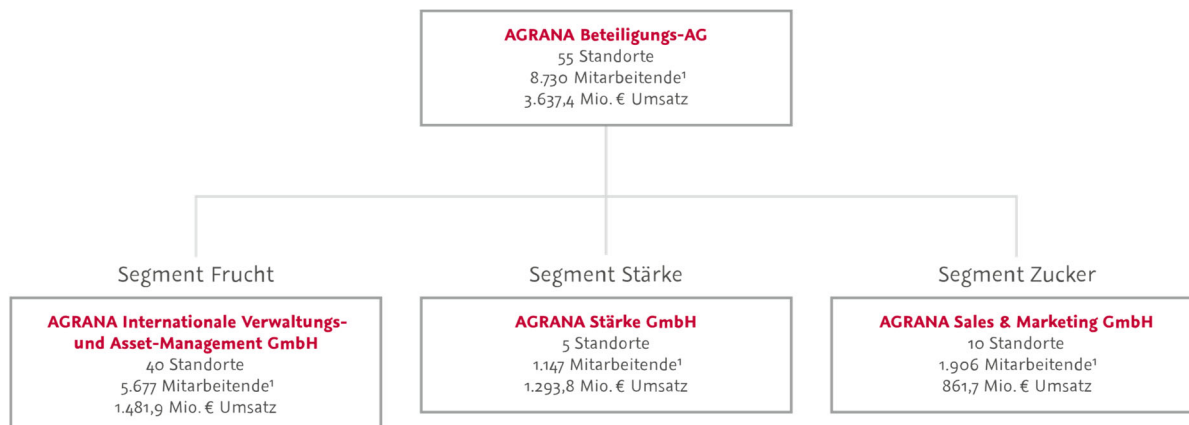 AGRANA Beteiligungs-AG
55 Standorte
8.730 Mitarbeitende¹
3.637,4 Mio. € Umsatz
Segment Frucht
AGRANA Internationale Verwaltungs-
und Asset-Management GmbH
40 Standorte
5.677 Mitarbeitende¹
1.481,9 Mio. € Umsatz
Segment Stärke
AGRANA Stärke GmbH
5 Standorte
1.147 Mitarbeitende¹
1.293,8 Mio. € Umsatz
Segment Zucker
AGRANA Sales & Marketing GmbH
10 Standorte
1.906 Mitarbeitende¹
861,7 Mio. € Umsatz